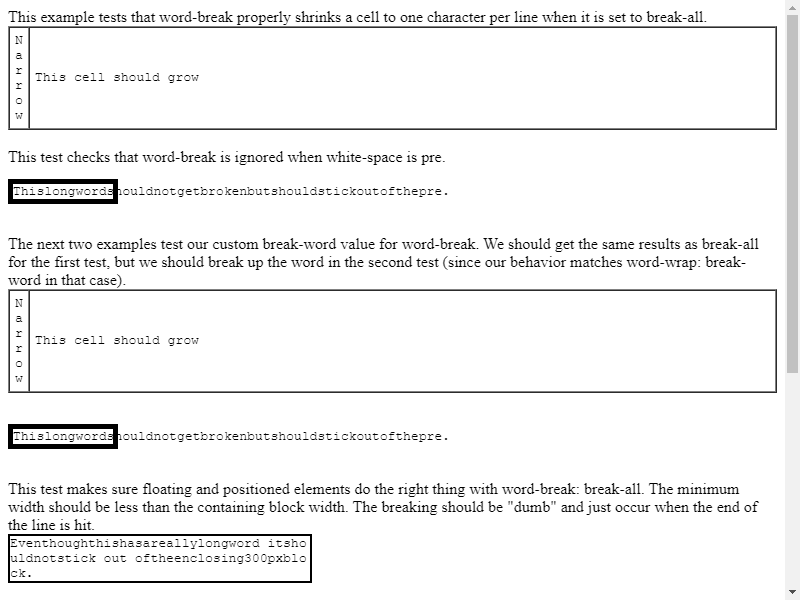 This example tests that word-break properly shrinks a cell to one character per line when it is set to break-all.
N
a
r
r
o
w
This cell should grow
This test checks that word-break is ignored when white-space is pre.
Thislongwordshouldnotgetbrokenbutshouldstickoutofthepre.
The next two examples test our custom break-word value for word-break. We should get the same results as break-all
for the first test, but we should break up the word in the second test (since our behavior matches word-wrap: break-
word in that case).
N
a
r
r
o
w
This cell should grow
Thislongwordshouldnotgetbrokenbutshouldstickoutofthepre.
This test makes sure floating and positioned elements do the right thing with word-break: break-all. The minimum
width should be less than the containing block width. The breaking should be "dumb" and just occur when the end of
the line is hit.
Eventhoughthishasareallylongword itsho
uldnotstick out oftheenclosing300pxblo
ck.